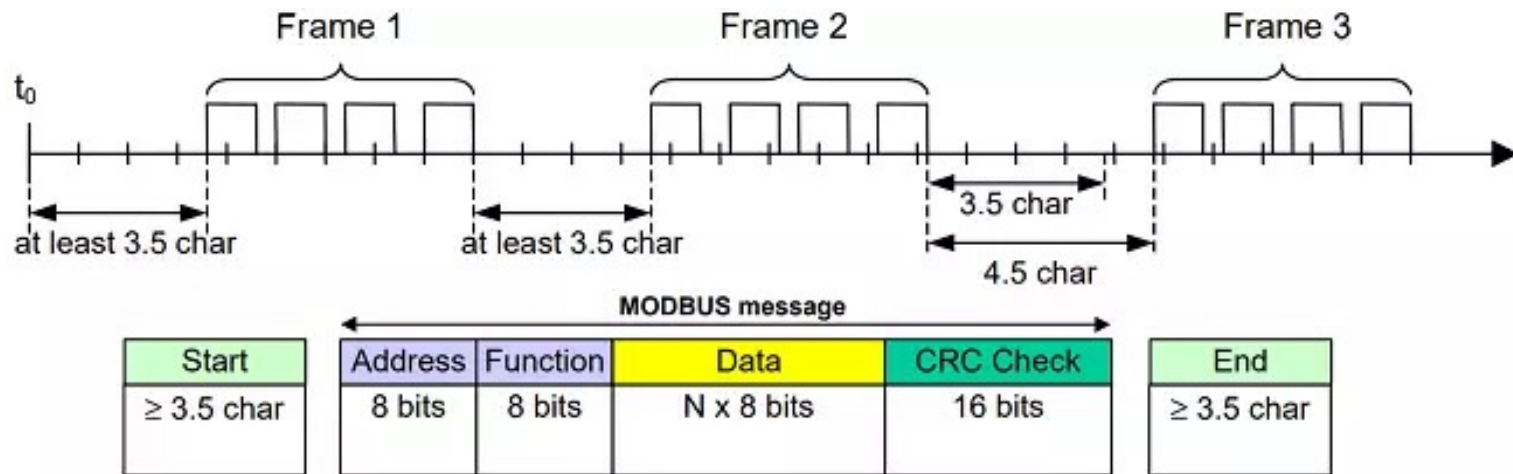 Frame 1 Frame 2 Frame 3
t0
at least 3.5 char at least 3.5 char 3.5 char
4.5 char
MODBUS message
Start Address Function Data CRC Check End
≥ 3.5 char 8 bits 8 bits N x 8 bits 16 bits ≥ 3.5 char